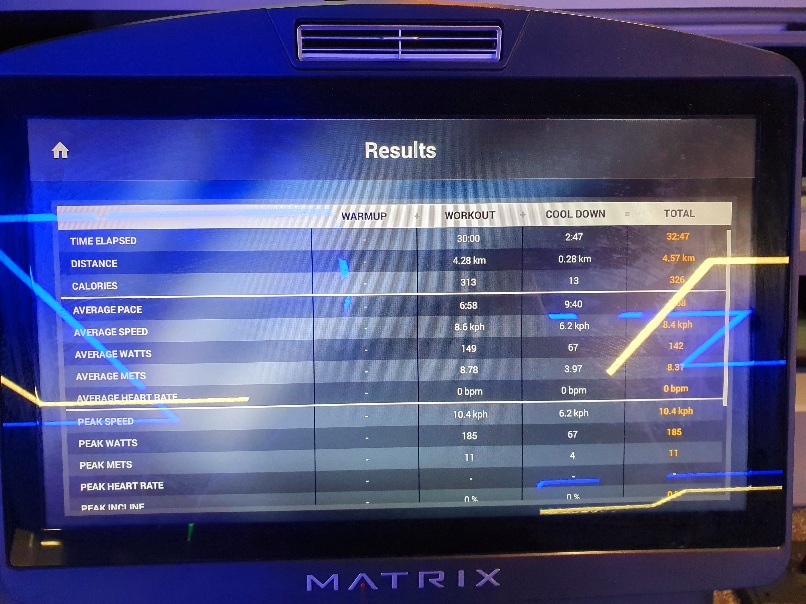 Results
WARMUP + WORKOUT + COOL DOWN = TOTAL
TIME ELAPSED - 30:00 2:47 32:47
DISTANCE - 4.28 km 0.28 km 4.57 km
CALORIES - 313 13 326
AVERAGE PACE - 6:58 9:40
AVERAGE SPEED - 8.6 kph 6.2 kph 8.4 kph
AVERAGE WATTS - 149 67 142
AVERAGE METS - 8.78 3.97 8.37
AVERAGE HEART RATE - 0 bpm 0 bpm 0 bpm
PEAK SPEED - 10.4 kph 6.2 kph 10.4 kph
PEAK WATTS - 185 67 185
PEAK METS - 11 4 11
PEAK HEART RATE - - - -
PEAK INCLINE - 0 % 0 %
MATRIX